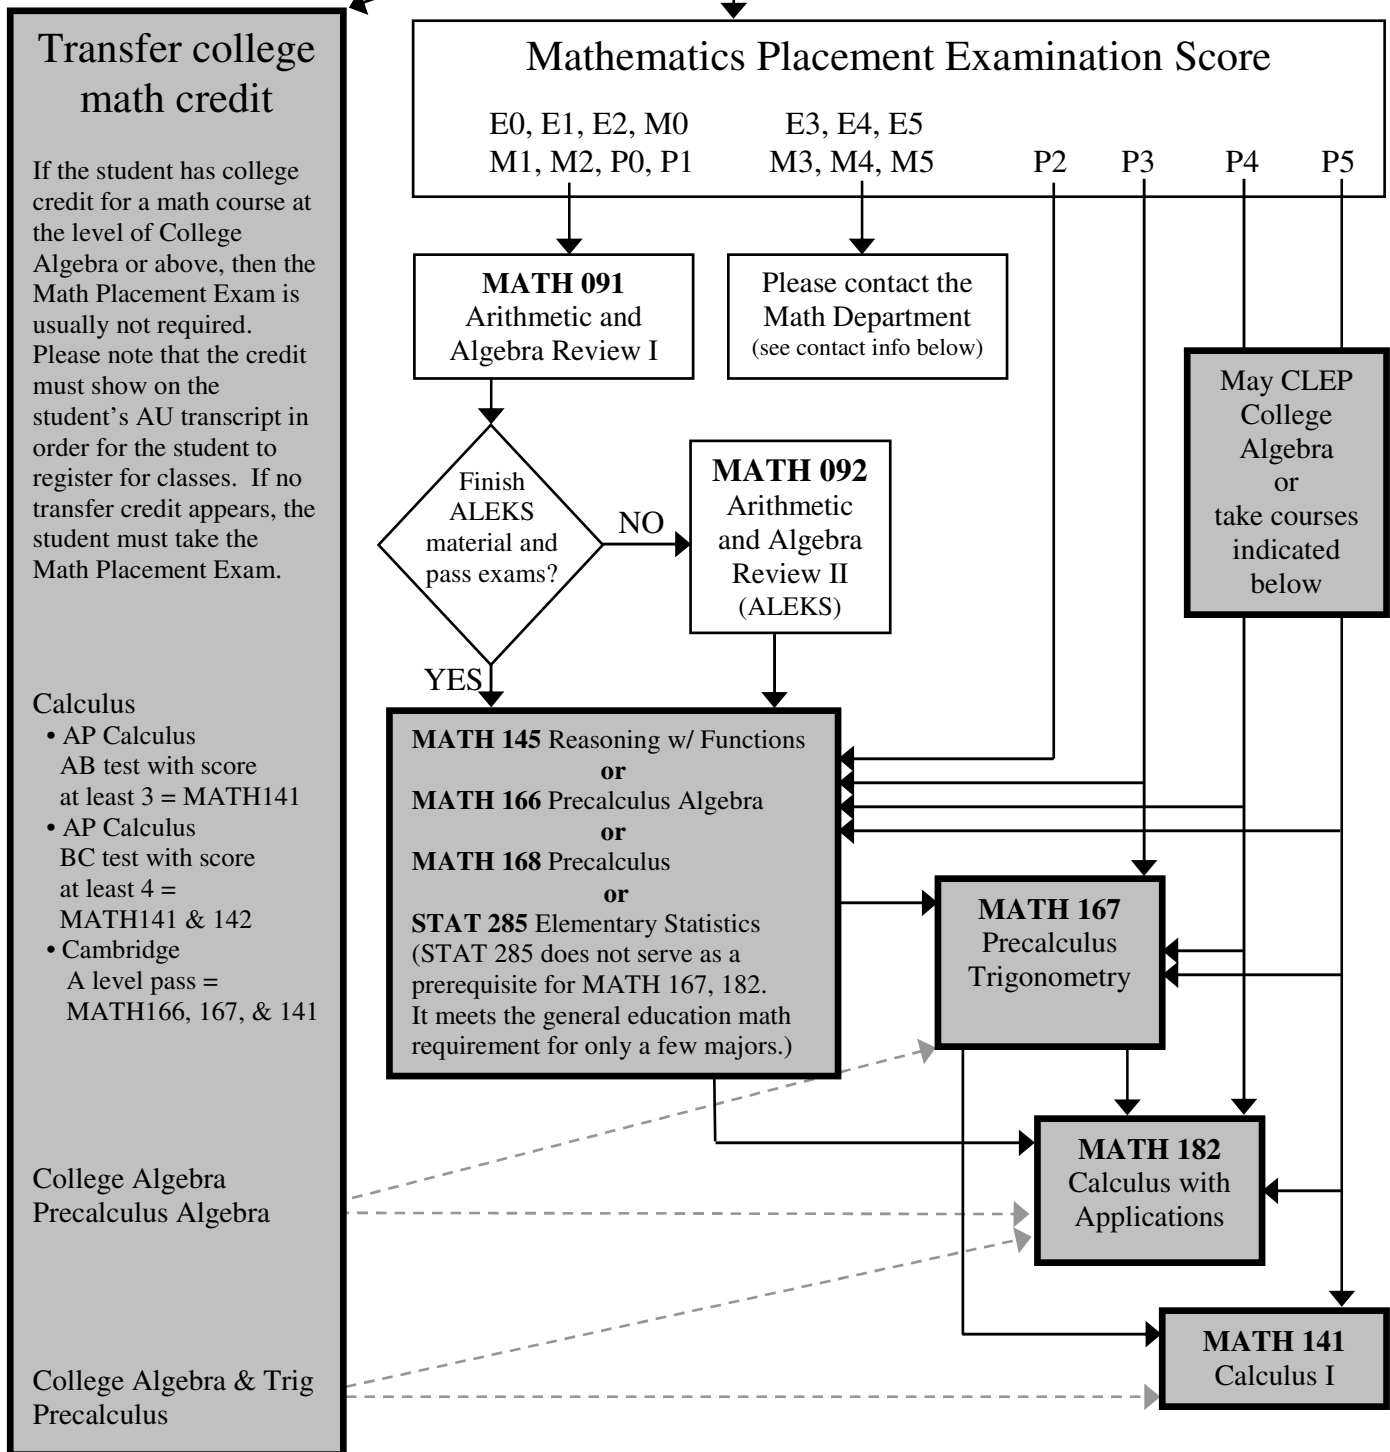 Transfer college
math credit
If the student has college
credit for a math course at
the level of College
Algebra or above, then the
Math Placement Exam is
usually not required.
Please note that the credit
must show on the
student’s AU transcript in
order for the student to
register for classes.  If no
transfer credit appears, the
student must take the
Math Placement Exam.
Calculus
• AP Calculus
AB test with score
at least 3 = MATH141
• AP Calculus
BC test with score
at least 4 =
MATH141 & 142
• Cambridge
A level pass =
MATH166, 167, & 141
College Algebra
Precalculus Algebra
College Algebra & Trig
Precalculus
Mathematics Placement Examination Score
E0, E1, E2, M0
M1, M2, P0, P1
E3, E4, E5
M3, M4, M5
P2
P3
P4
P5
MATH 091
Arithmetic and
Algebra Review I
Please contact the
Math Department
(see contact info below)
May CLEP
College
Algebra
or
take courses
indicated
below
Finish
ALEKS
material and
pass exams?
NO
MATH 092
Arithmetic
and Algebra
Review II
(ALEKS)
YES
MATH 145 Reasoning w/ Functions
or
MATH 166 Precalculus Algebra
or
MATH 168 Precalculus
or
STAT 285 Elementary Statistics
(STAT 285 does not serve as a
prerequisite for MATH 167, 182.
It meets the general education math
requirement for only a few majors.)
MATH 167
Precalculus
Trigonometry
MATH 182
Calculus with
Applications
MATH 141
Calculus I